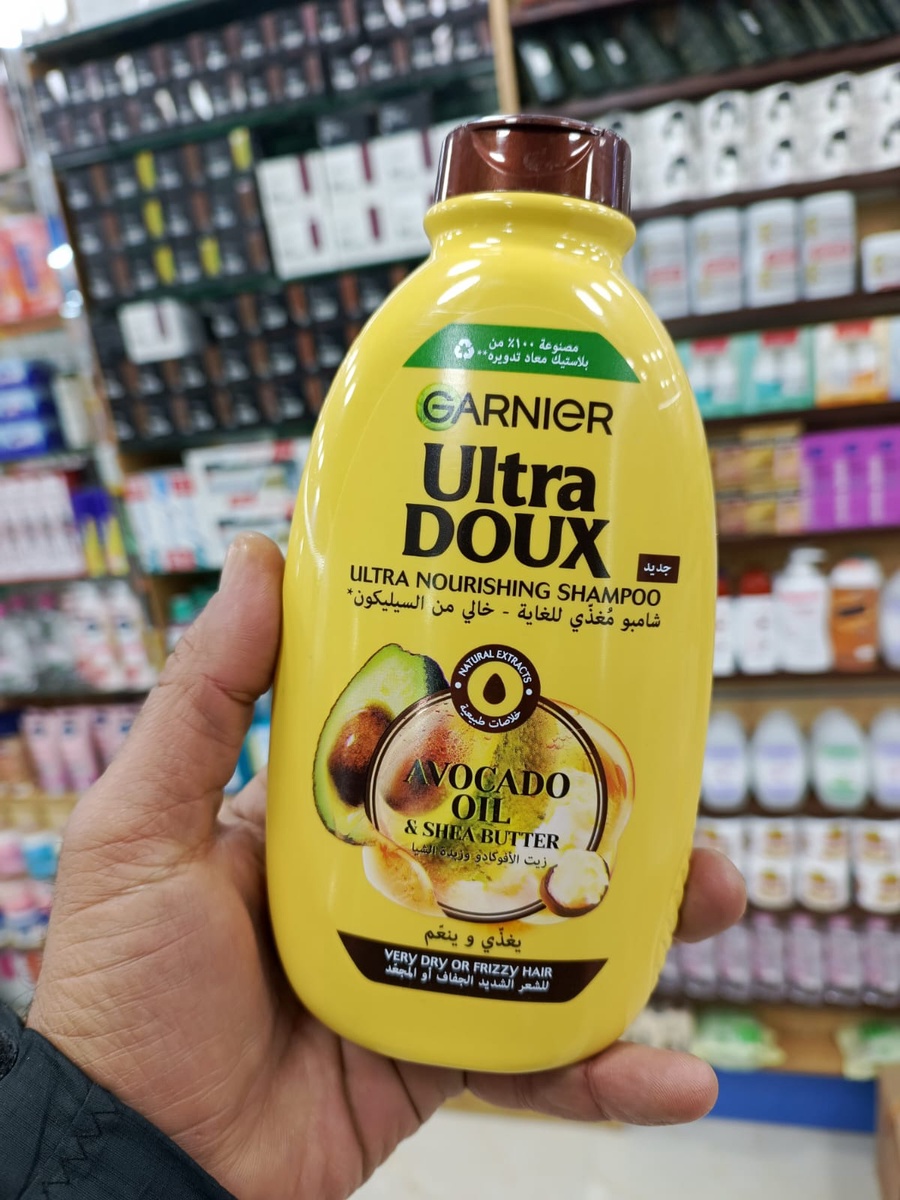 مصنوعة ١٠٠٪ من
بلاستيك معاد تدويره**
GARNIER
Ultra
DOUX
جديد
ULTRA NOURISHING SHAMPOO
شامبو مُغذّي للغاية - خالي من السيليكون*
NATURAL EXTRACTS
خلاصات طبيعية
AVOCADO
OIL
& SHEA BUTTER
زيت الأفوكادو وزبدة الشيا
يغذّي و ينعّم
VERY DRY OR FRIZZY HAIR
للشعر الشديد الجفاف أو المجعّد